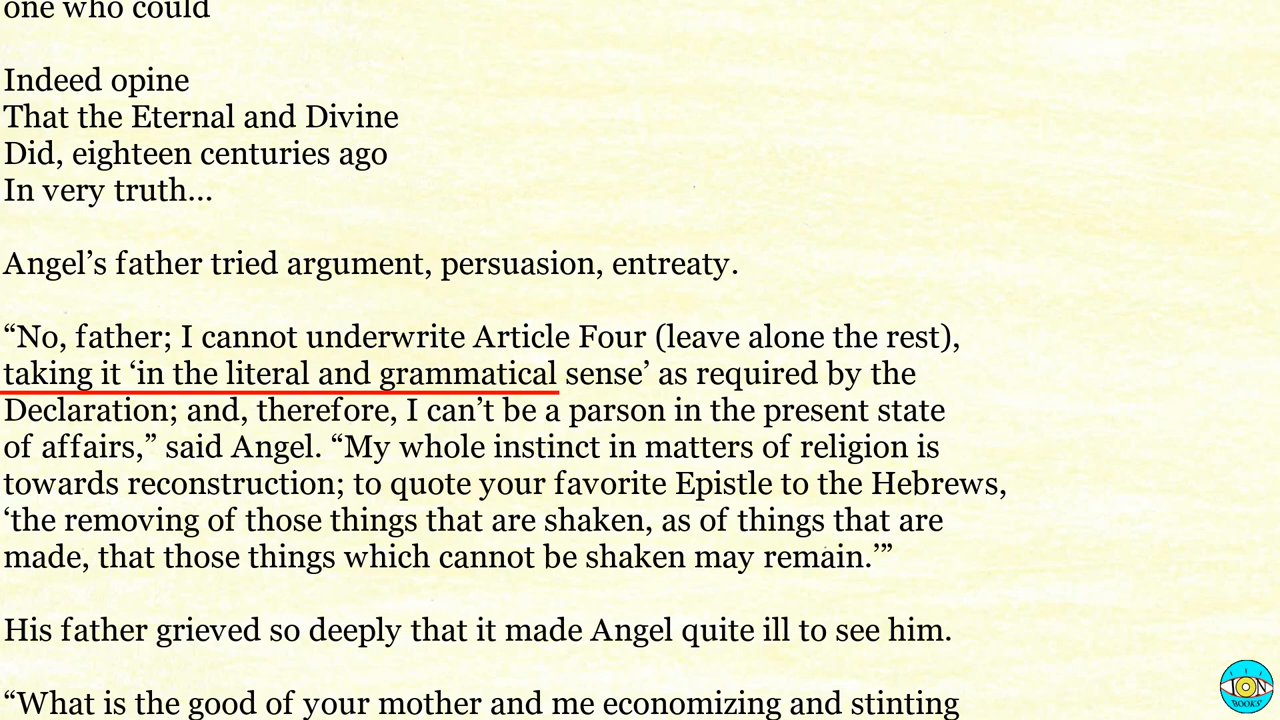 one who could
Indeed opine
That the Eternal and Divine
Did, eighteen centuries ago
In very truth...
Angel’s father tried argument, persuasion, entreaty.
“No, father; I cannot underwrite Article Four (leave alone the rest),
taking it ‘in the literal and grammatical sense’ as required by the
Declaration; and, therefore, I can’t be a parson in the present state
of affairs,” said Angel. “My whole instinct in matters of religion is
towards reconstruction; to quote your favorite Epistle to the Hebrews,
‘the removing of those things that are shaken, as of things that are
made, that those things which cannot be shaken may remain.’”
His father grieved so deeply that it made Angel quite ill to see him.
“What is the good of your mother and me economizing and stinting
ION
BOOKS